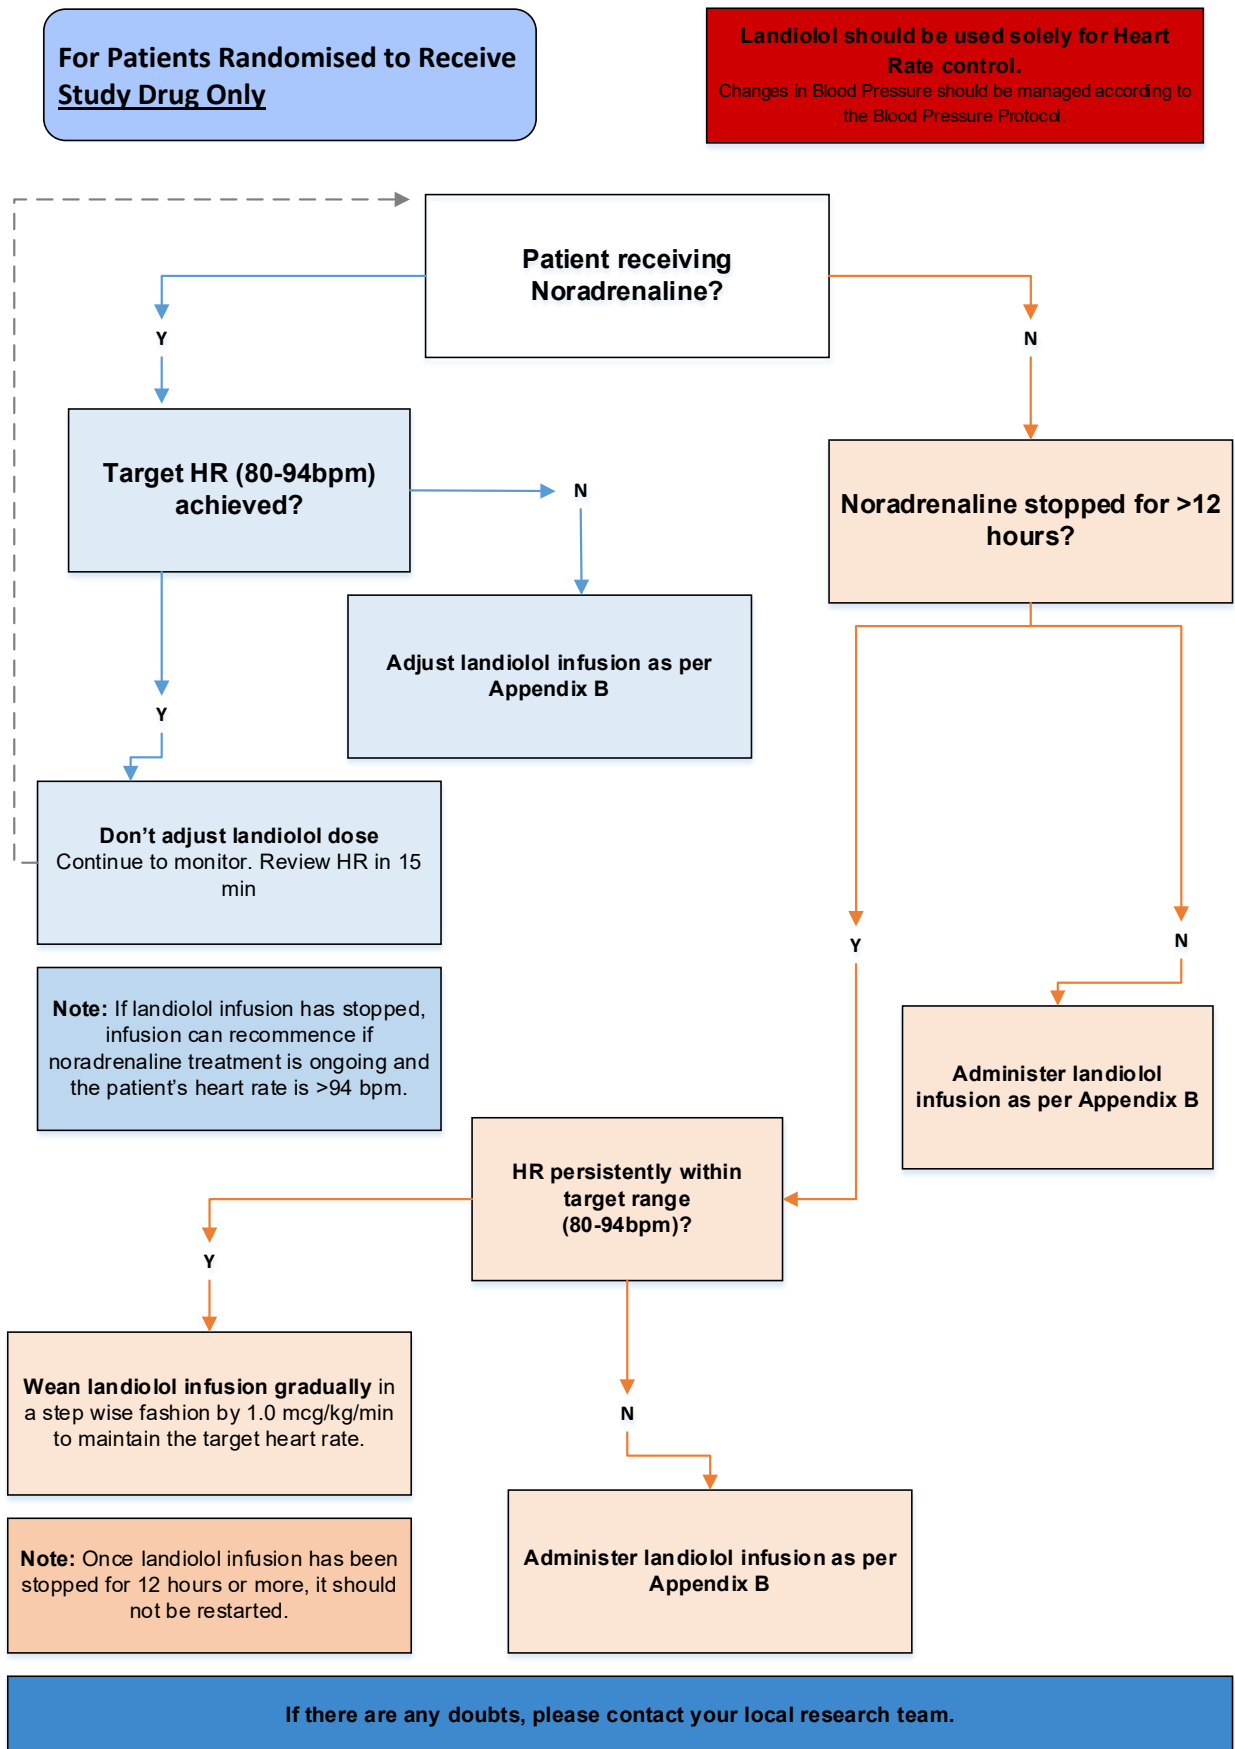 For Patients Randomised to Receive
Study Drug Only
Landiolol should be used solely for Heart
Rate control.
Changes in Blood Pressure should be managed according to
the Blood Pressure Protocol.
Patient receiving
Noradrenaline?
Y
N
Target HR (80-94bpm)
achieved?
N
Noradrenaline stopped for >12
hours?
Adjust landiolol infusion as per
Appendix B
Y
Don’t adjust landiolol dose
Continue to monitor. Review HR in 15
min
Y
N
Note: If landiolol infusion has stopped,
infusion can recommence if
noradrenaline treatment is ongoing and
the patient’s heart rate is >94 bpm.
Administer landiolol
infusion as per Appendix B
HR persistently within
target range
(80-94bpm)?
Y
Wean landiolol infusion gradually in
a step wise fashion by 1.0 mcg/kg/min
to maintain the target heart rate.
N
Note: Once landiolol infusion has been
stopped for 12 hours or more, it should
not be restarted.
Administer landiolol infusion as per
Appendix B
If there are any doubts, please contact your local research team.